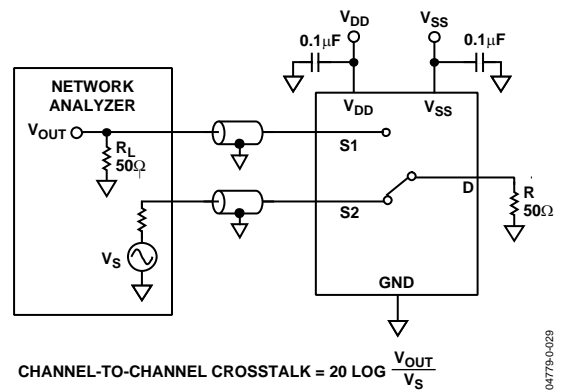 VDD
VSS
0.1μF
0.1μF
NETWORK
ANALYZER
VOUT
RL
50Ω
VS
VDD
VSS
S1
S2
D
R
50Ω
GND
CHANNEL-TO-CHANNEL CROSSTALK = 20 LOG VOUT
VS
04779-0-029